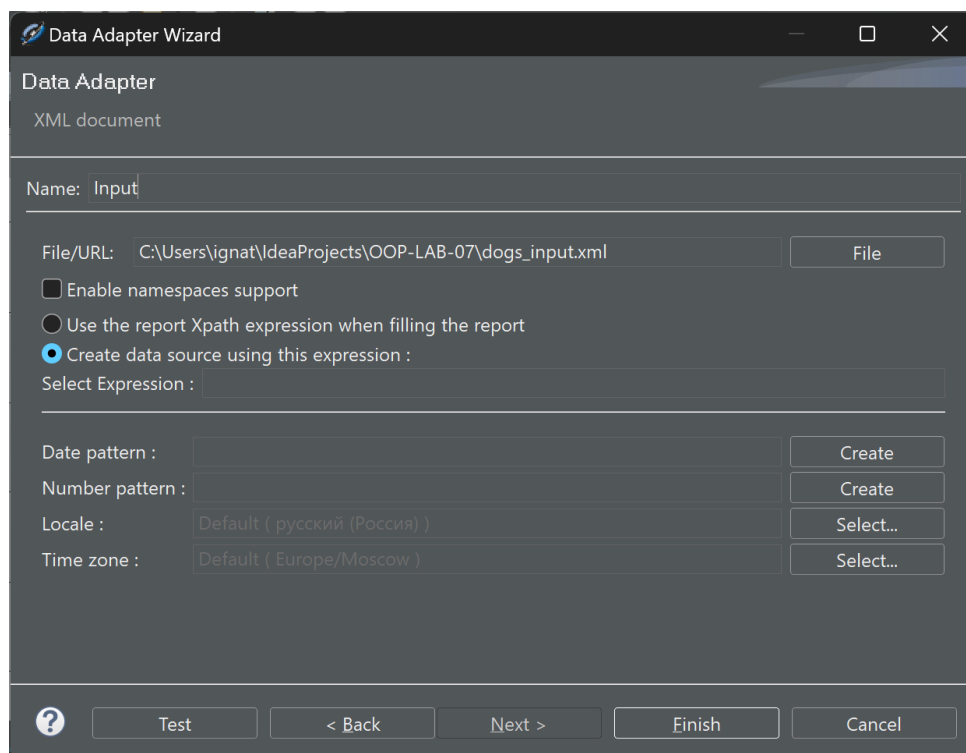 Data Adapter Wizard
Data Adapter
XML document
Name: Input
File/URL: C:\Users\ignat\IdeaProjects\OOP-LAB-07\dogs_input.xml File
Enable namespaces support
Use the report Xpath expression when filling the report
Create data source using this expression :
Select Expression :
Date pattern : Create
Number pattern : Create
Locale : Default ( русский (Россия) ) Select...
Time zone : Default ( Europe/Moscow ) Select...
? Test < Back Next > Finish Cancel